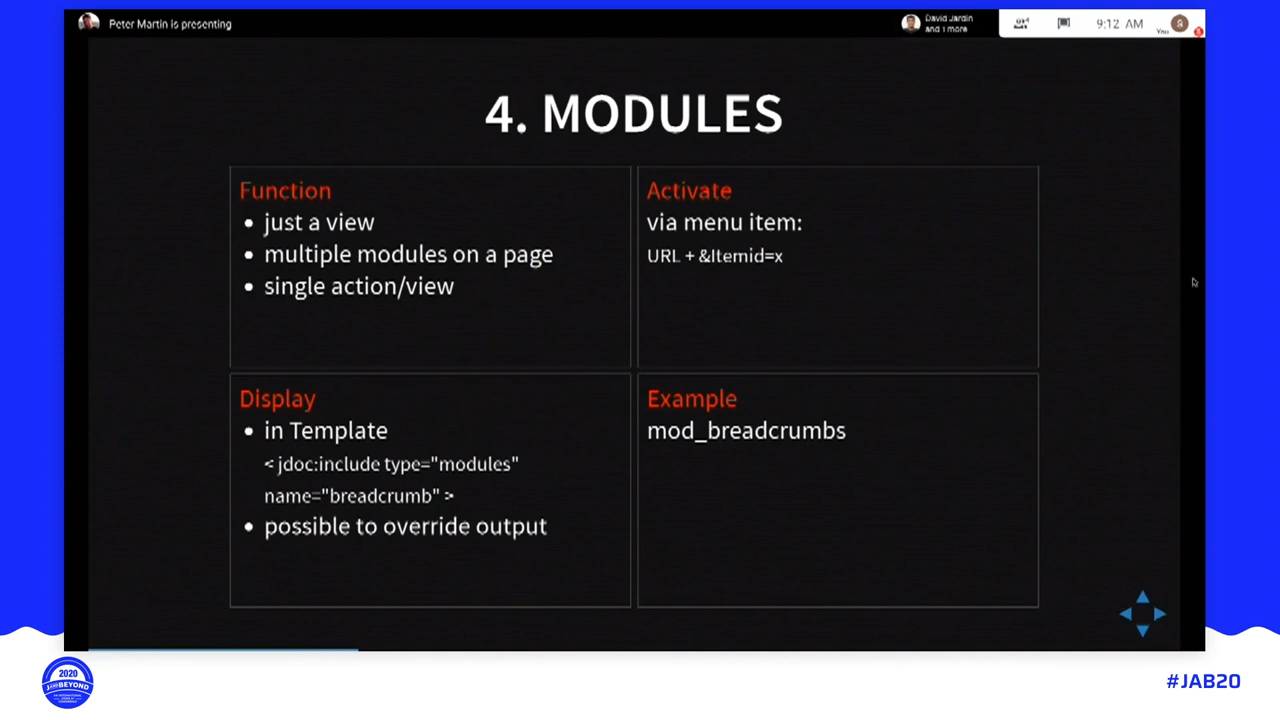 Peter Martin is presenting
David Jardin
and 1 more
9:12 AM
You
S
4. MODULES
Function
• just a view
• multiple modules on a page
• single action/view
Activate
via menu item:
URL + &Itemid=x
Display
• in Template
<jdoc:include type="modules"
name="breadcrumb" >
• possible to override output
Example
mod_breadcrumbs
2020
JANDBEYOND
#JAB20